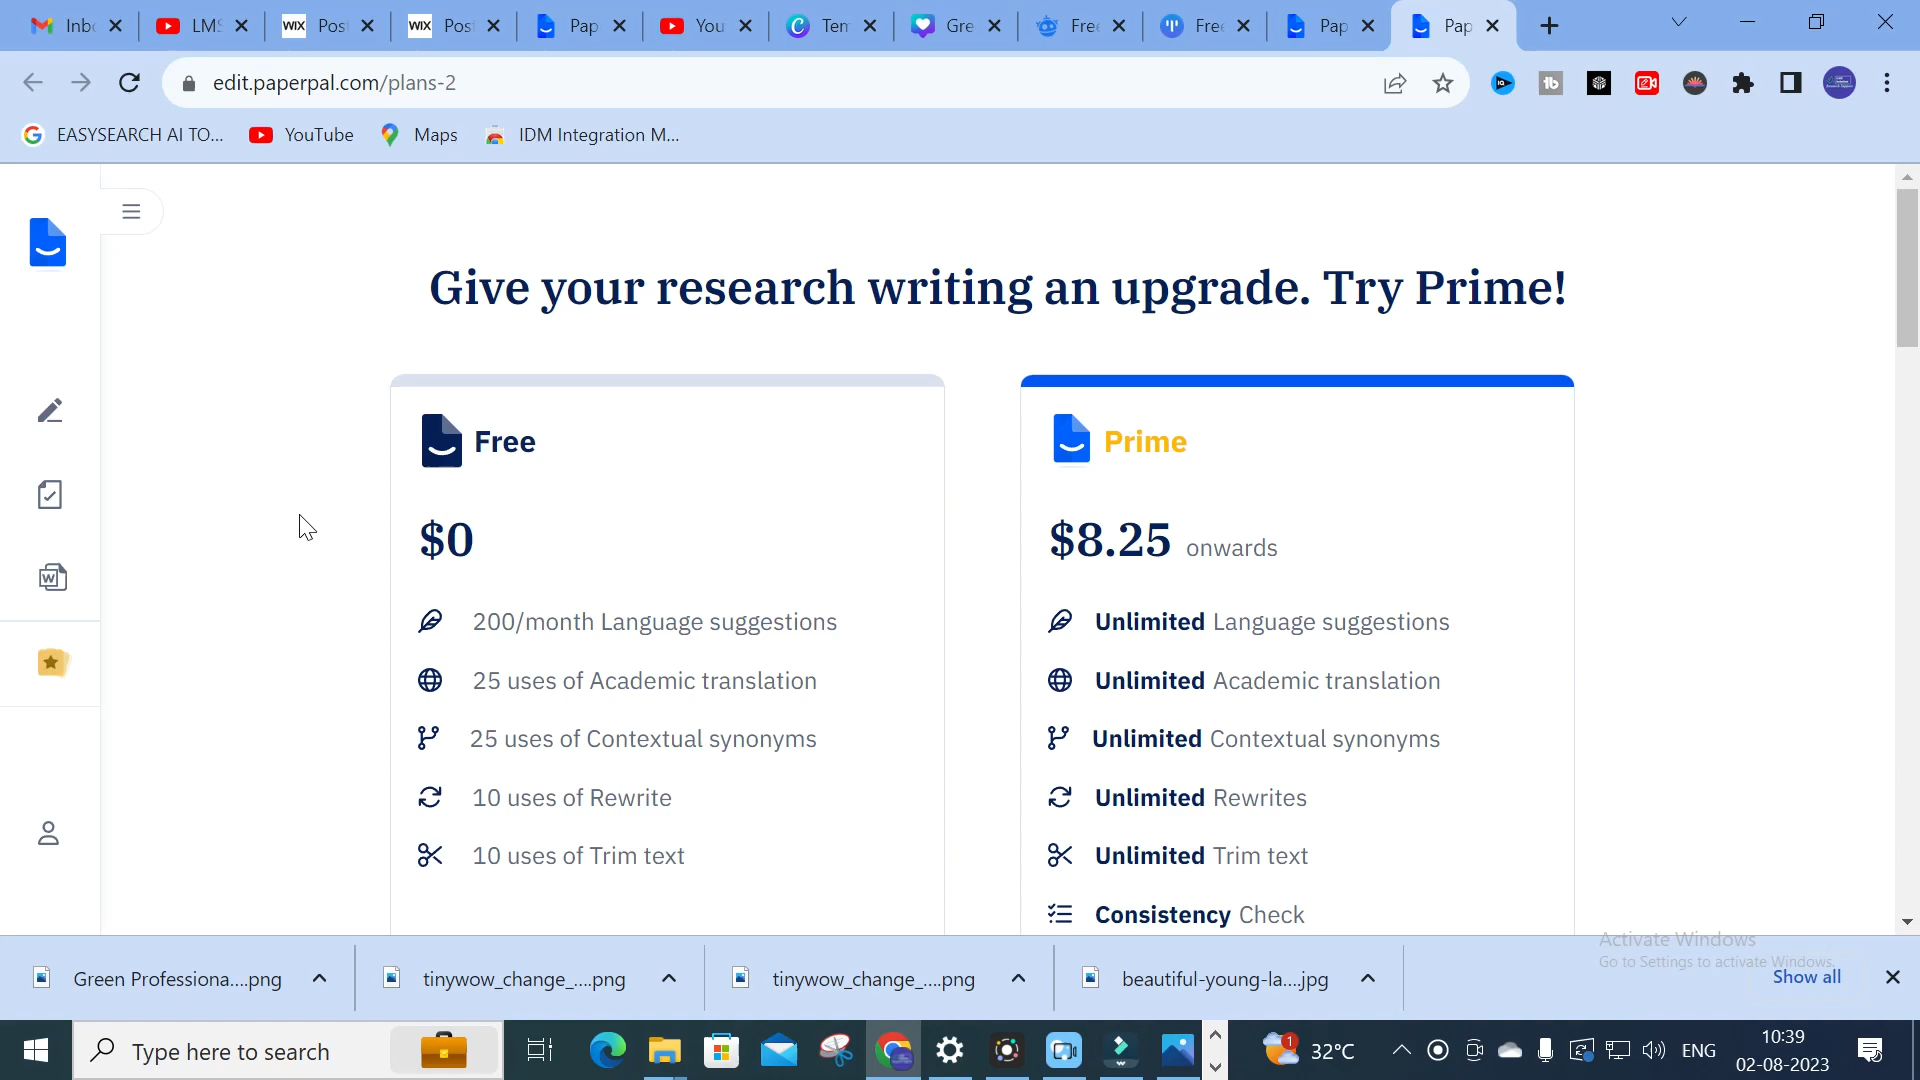 Inbc
LMS
WIX Post
WIX Post
Pap
You
Tem
Gre
Free
Free
Pap
Pap
edit.paperpal.com/plans-2
EASYSEARCH AI TO...
YouTube
Maps
IDM Integration M...
Give your research writing an upgrade. Try Prime!
Free
$0
200/month Language suggestions
25 uses of Academic translation
25 uses of Contextual synonyms
10 uses of Rewrite
10 uses of Trim text
Prime
$8.25 onwards
Unlimited Language suggestions
Unlimited Academic translation
Unlimited Contextual synonyms
Unlimited Rewrites
Unlimited Trim text
Consistency Check
Activate Windows
Go to Settings to activate Windows.
Green Professiona....png
tinywow_change_....png
tinywow_change_....png
beautiful-young-la....jpg
Show all
Type here to search
1
32°C
ENG
10:39
02-08-2023